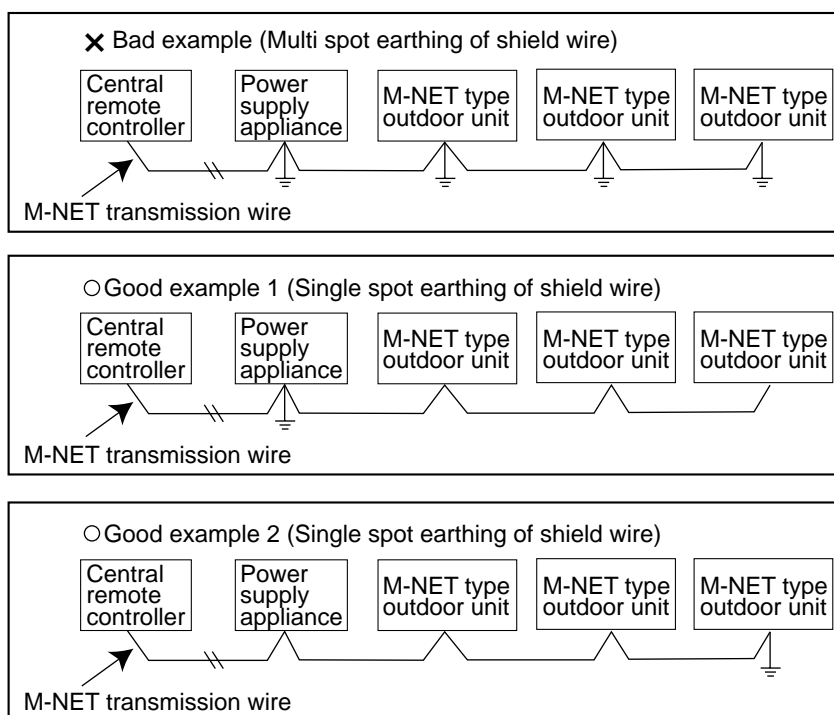 × Bad example (Multi spot earthing of shield wire)
Central
remote
controller
Power
supply
appliance
M-NET type
outdoor unit
M-NET type
outdoor unit
M-NET type
outdoor unit
M-NET transmission wire
○Good example 1 (Single spot earthing of shield wire)
Central
remote
controller
Power
supply
appliance
M-NET type
outdoor unit
M-NET type
outdoor unit
M-NET type
outdoor unit
M-NET transmission wire
○Good example 2 (Single spot earthing of shield wire)
Central
remote
controller
Power
supply
appliance
M-NET type
outdoor unit
M-NET type
outdoor unit
M-NET type
outdoor unit
M-NET transmission wire